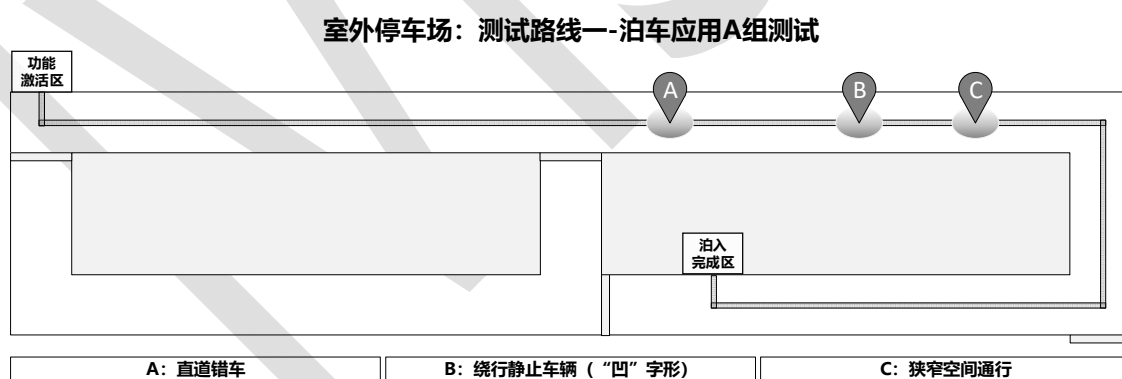 室外停车场：测试路线一-泊车应用A组测试
功能
激活区
A
B
C
泊入
完成区
A：直道错车
B：绕行静止车辆（“凹”字形）
C：狭窄空间通行